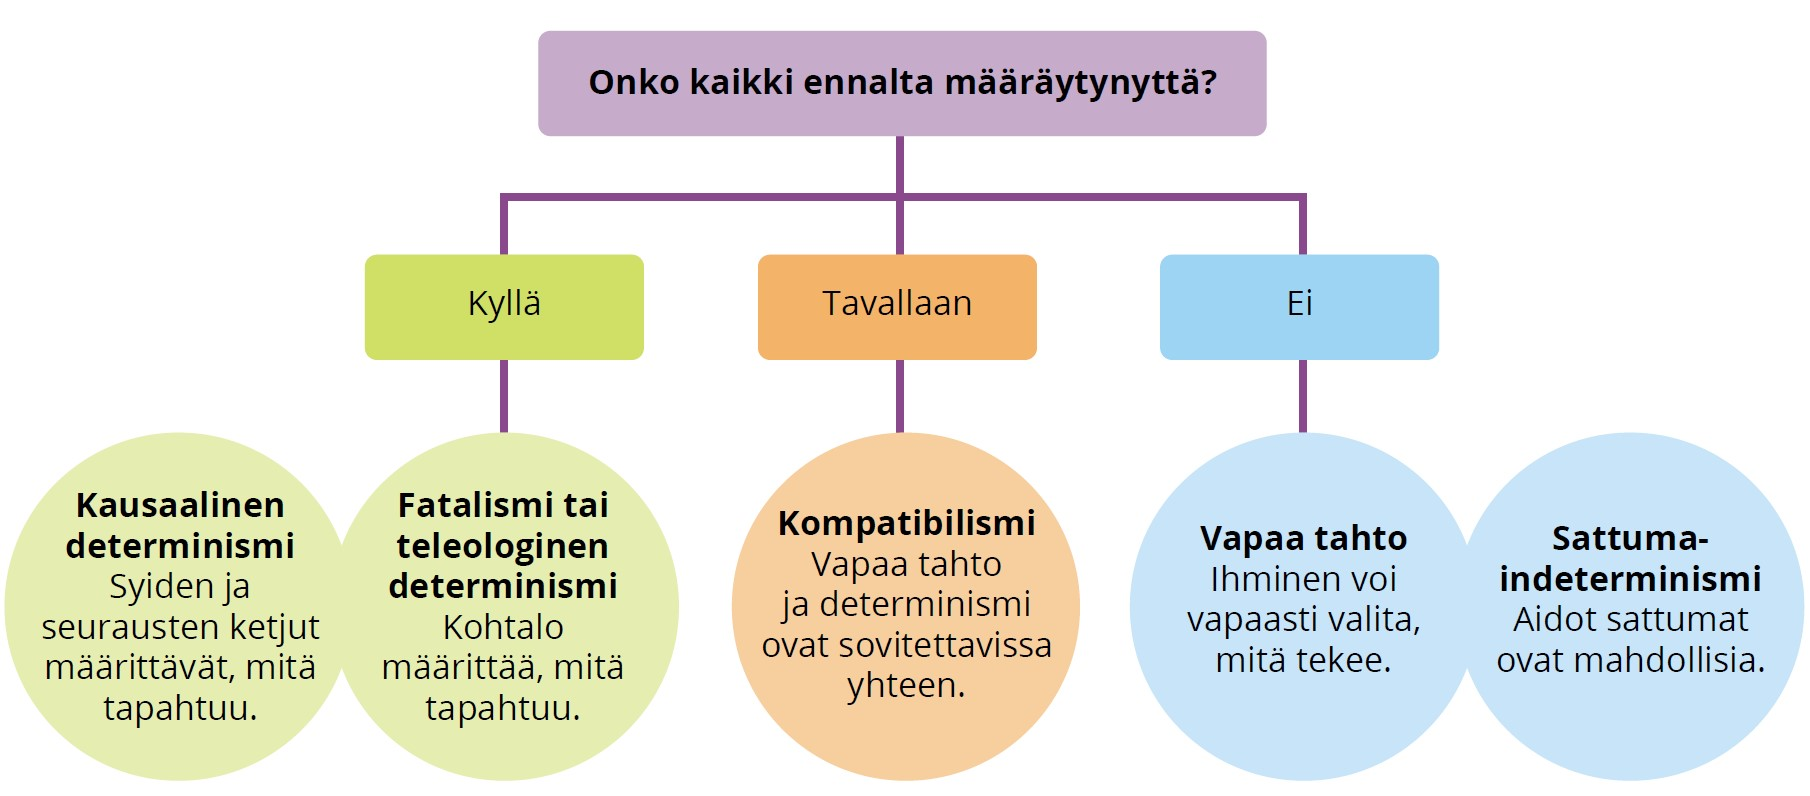 Onko kaikki ennalta määräytynyttä?
Kyllä
Tavallaan
Ei
Kausaalinen
determinismi
Syiden ja
seurausten ketjut
määrittävät, mitä
tapahtuu.
Fatalismi tai
teleologinen
determinismi
Kohtalo
määrittää, mitä
tapahtuu.
Kompatibilismi
Vapaa tahto
ja determinismi
ovat sovitettavissa
yhteen.
Vapaa tahto
Ihminen voi
vapaasti valita,
mitä tekee.
Sattuma-
indeterminismi
Aidot sattumat
ovat mahdollisia.